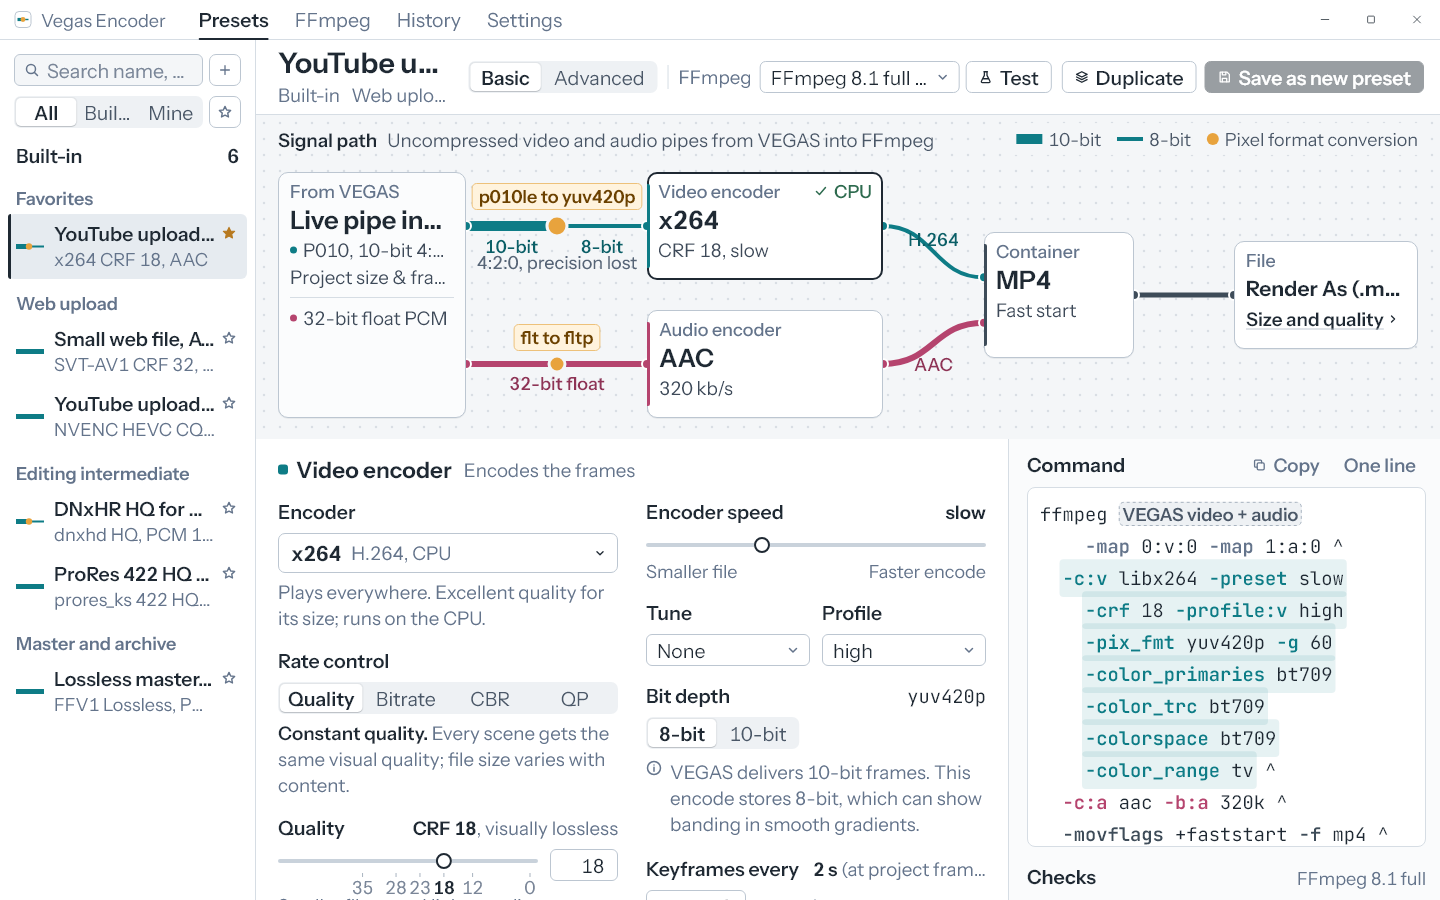 Vegas Encoder Presets FFmpeg History Settings
Search name, ...
All Buil... Mine
Built-in 6
Favorites
YouTube upload...
x264 CRF 18, AAC
Web upload
Small web file, A...
SVT-AV1 CRF 32, ...
YouTube upload...
NVENC HEVC CQ...
Editing intermediate
DNxHR HQ for ...
dnxhd HQ, PCM 1...
ProRes 422 HQ ...
prores_ks 422 HQ...
Master and archive
Lossless master...
FFV1 Lossless, P...
YouTube u...
Built-in Web uplo...
Basic Advanced FFmpeg FFmpeg 8.1 full ... Test Duplicate Save as new preset
Signal path Uncompressed video and audio pipes from VEGAS into FFmpeg
10-bit 8-bit Pixel format conversion
From VEGAS
Live pipe in...
P010, 10-bit 4:...
Project size & fra...
32-bit float PCM
p010le to yuv420p
10-bit 8-bit
4:2:0, precision lost
flt to fltp
32-bit float
Video encoder CPU
x264
CRF 18, slow
Audio encoder
AAC
320 kb/s
H.264
AAC
Container
MP4
Fast start
File
Render As (.m...
Size and quality
Video encoder Encodes the frames
Encoder
x264 H.264, CPU
Plays everywhere. Excellent quality for
its size; runs on the CPU.
Rate control
Quality Bitrate CBR QP
Constant quality. Every scene gets the
same visual quality; file size varies with
content.
Quality CRF 18, visually lossless
18
35 28 23 18 12 0
Encoder speed slow
Smaller file Faster encode
Tune Profile
None high
Bit depth yuv420p
8-bit 10-bit
VEGAS delivers 10-bit frames. This
encode stores 8-bit, which can show
banding in smooth gradients.
Keyframes every 2 s (at project fram...
Command Copy One line
ffmpeg VEGAS video + audio
-map 0:v:0 -map 1:a:0 ^
-c:v libx264 -preset slow
-crf 18 -profile:v high
-pix_fmt yuv420p -g 60
-color_primaries bt709
-color_trc bt709
-colorspace bt709
-color_range tv ^
-c:a aac -b:a 320k ^
-movflags +faststart -f mp4 ^
Checks FFmpeg 8.1 full